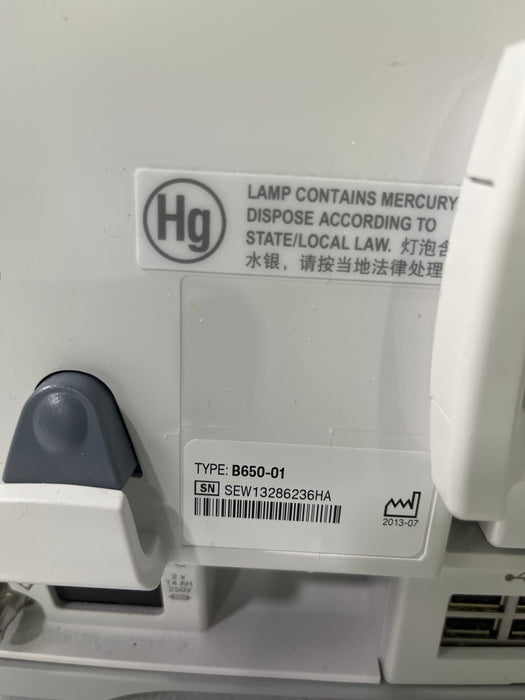 Hg
LAMP CONTAINS MERCURY
DISPOSE ACCORDING TO
STATE/LOCAL LAW. 灯泡含
水银，请按当地法律处理
TYPE: B650-01
SN SEW13286236HA
2013-07
2 x
T4 AH
250V